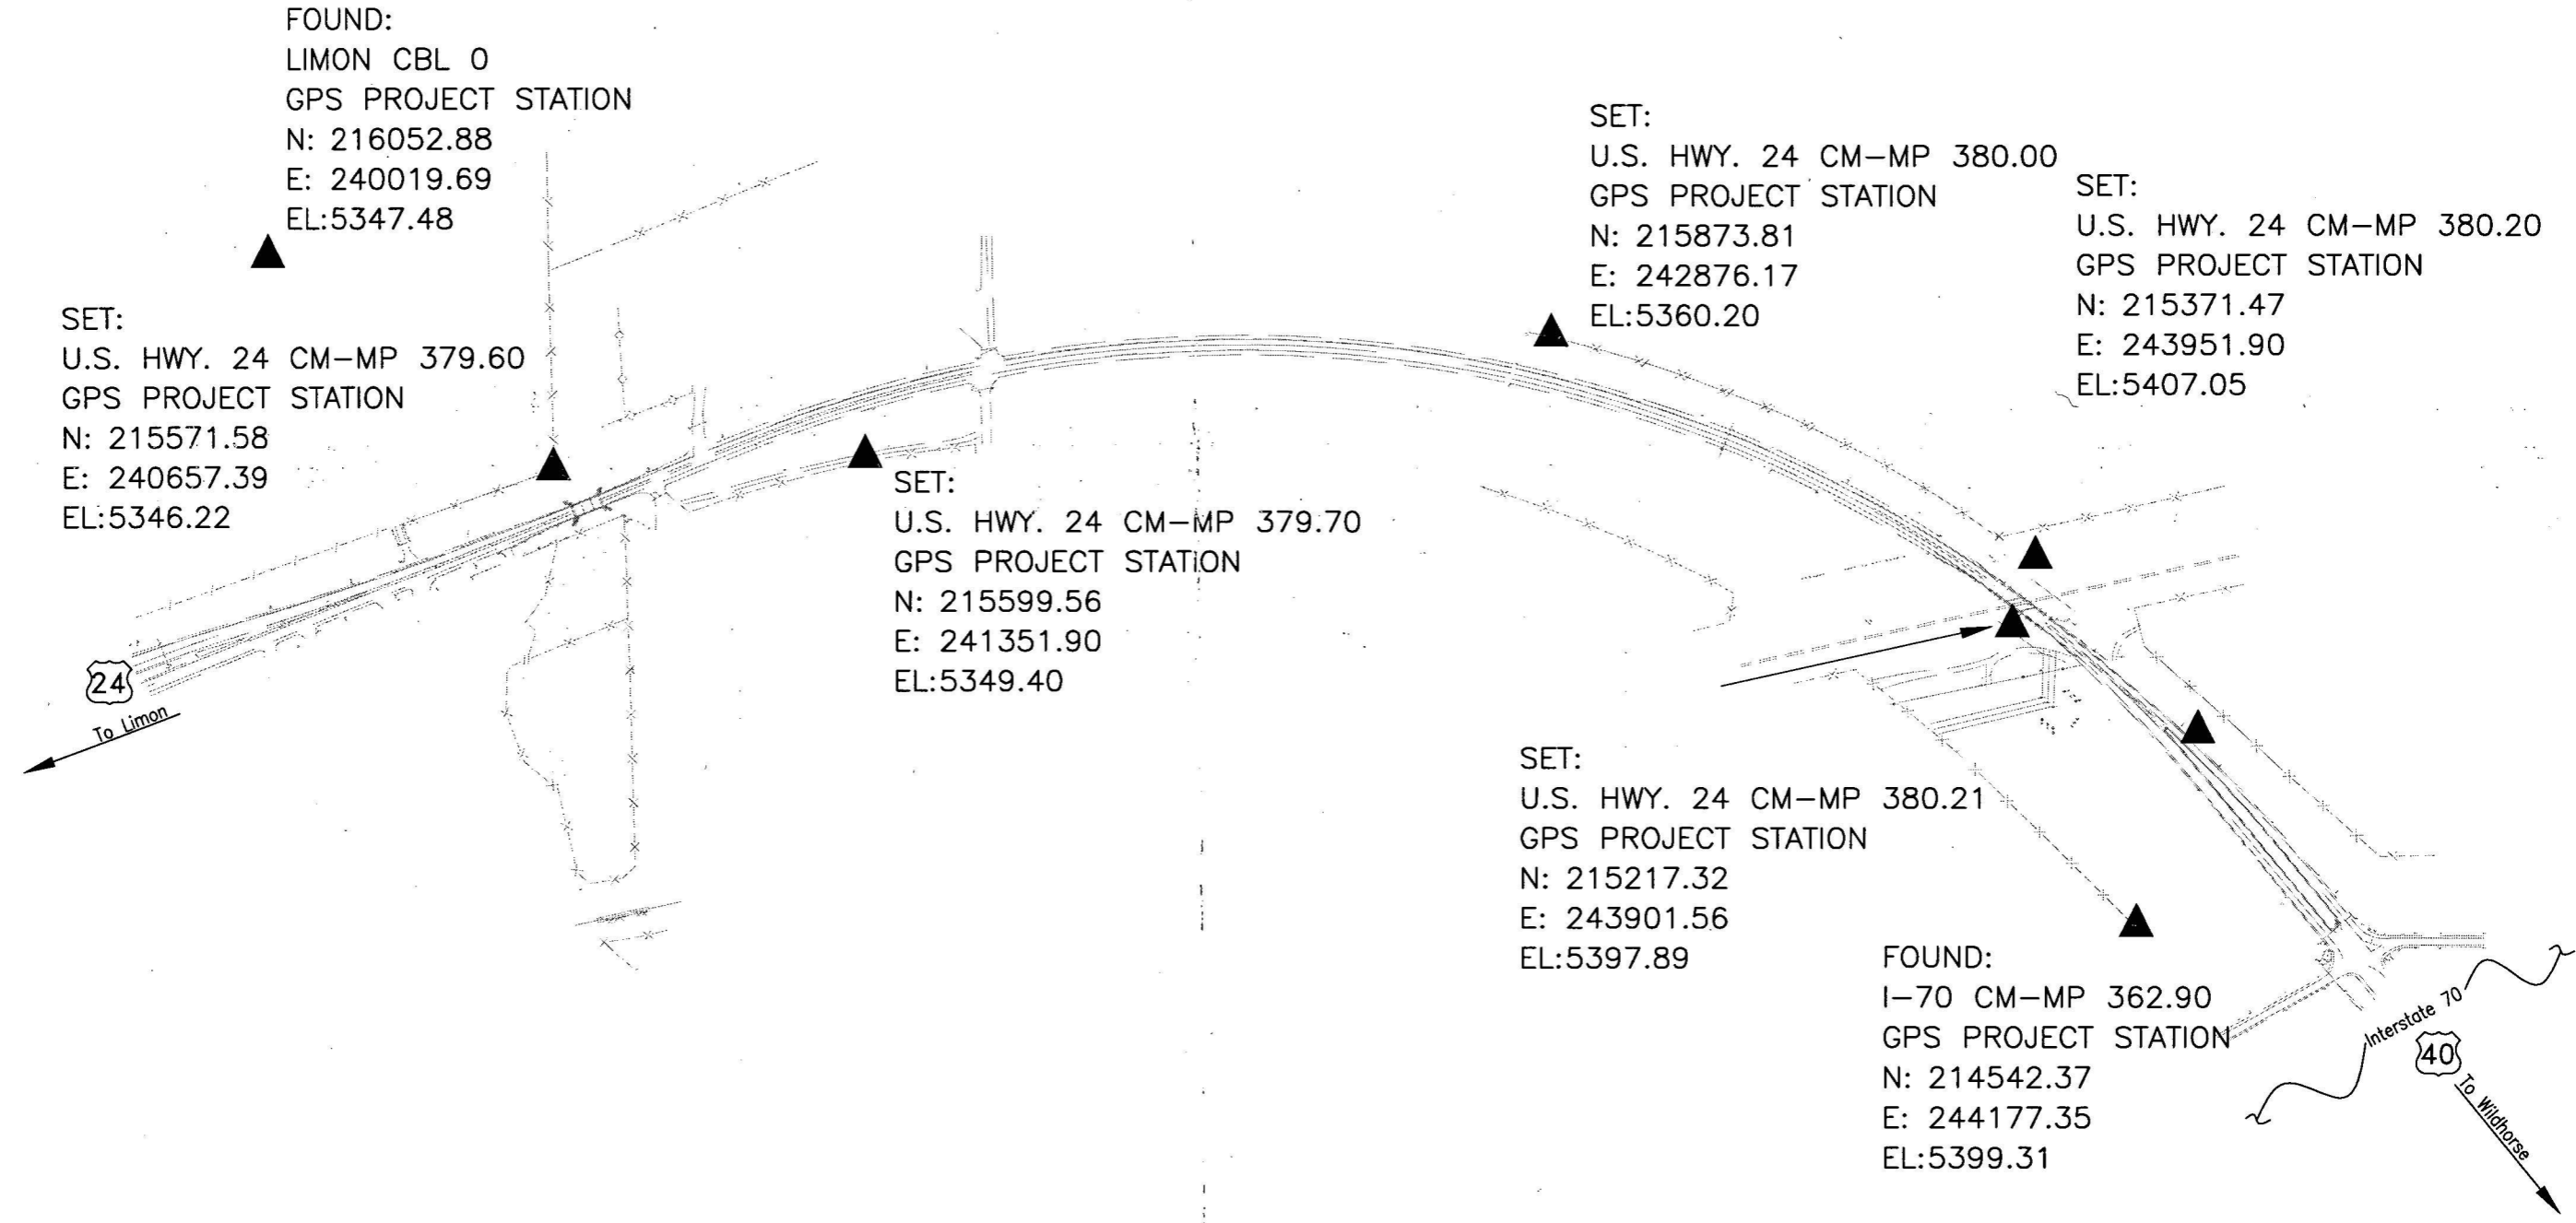 FOUND:
LIMON CBL 0
GPS PROJECT STATION
N: 216052.88
E: 240019.69
EL:5347.48
SET:
U.S. HWY. 24 CM-MP 379.60
GPS PROJECT STATION
N: 215571.58
E: 240657.39
EL:5346.22
SET:
U.S. HWY. 24 CM-MP 380.00
GPS PROJECT STATION
N: 215873.81
E: 242876.17
EL:5360.20
SET:
U.S. HWY. 24 CM-MP 380.20
GPS PROJECT STATION
N: 215371.47
E: 243951.90
EL:5407.05
SET:
U.S. HWY. 24 CM-MP 379.70
GPS PROJECT STATION
N: 215599.56
E: 241351.90
EL:5349.40
24
To Limon
SET:
U.S. HWY. 24 CM-MP 380.21
GPS PROJECT STATION
N: 215217.32
E: 243901.56
EL:5397.89
FOUND:
I-70 CM-MP 362.90
GPS PROJECT STATION
N: 214542.37
E: 244177.35
EL:5399.31
Interstate 70
40
To Wildhorse